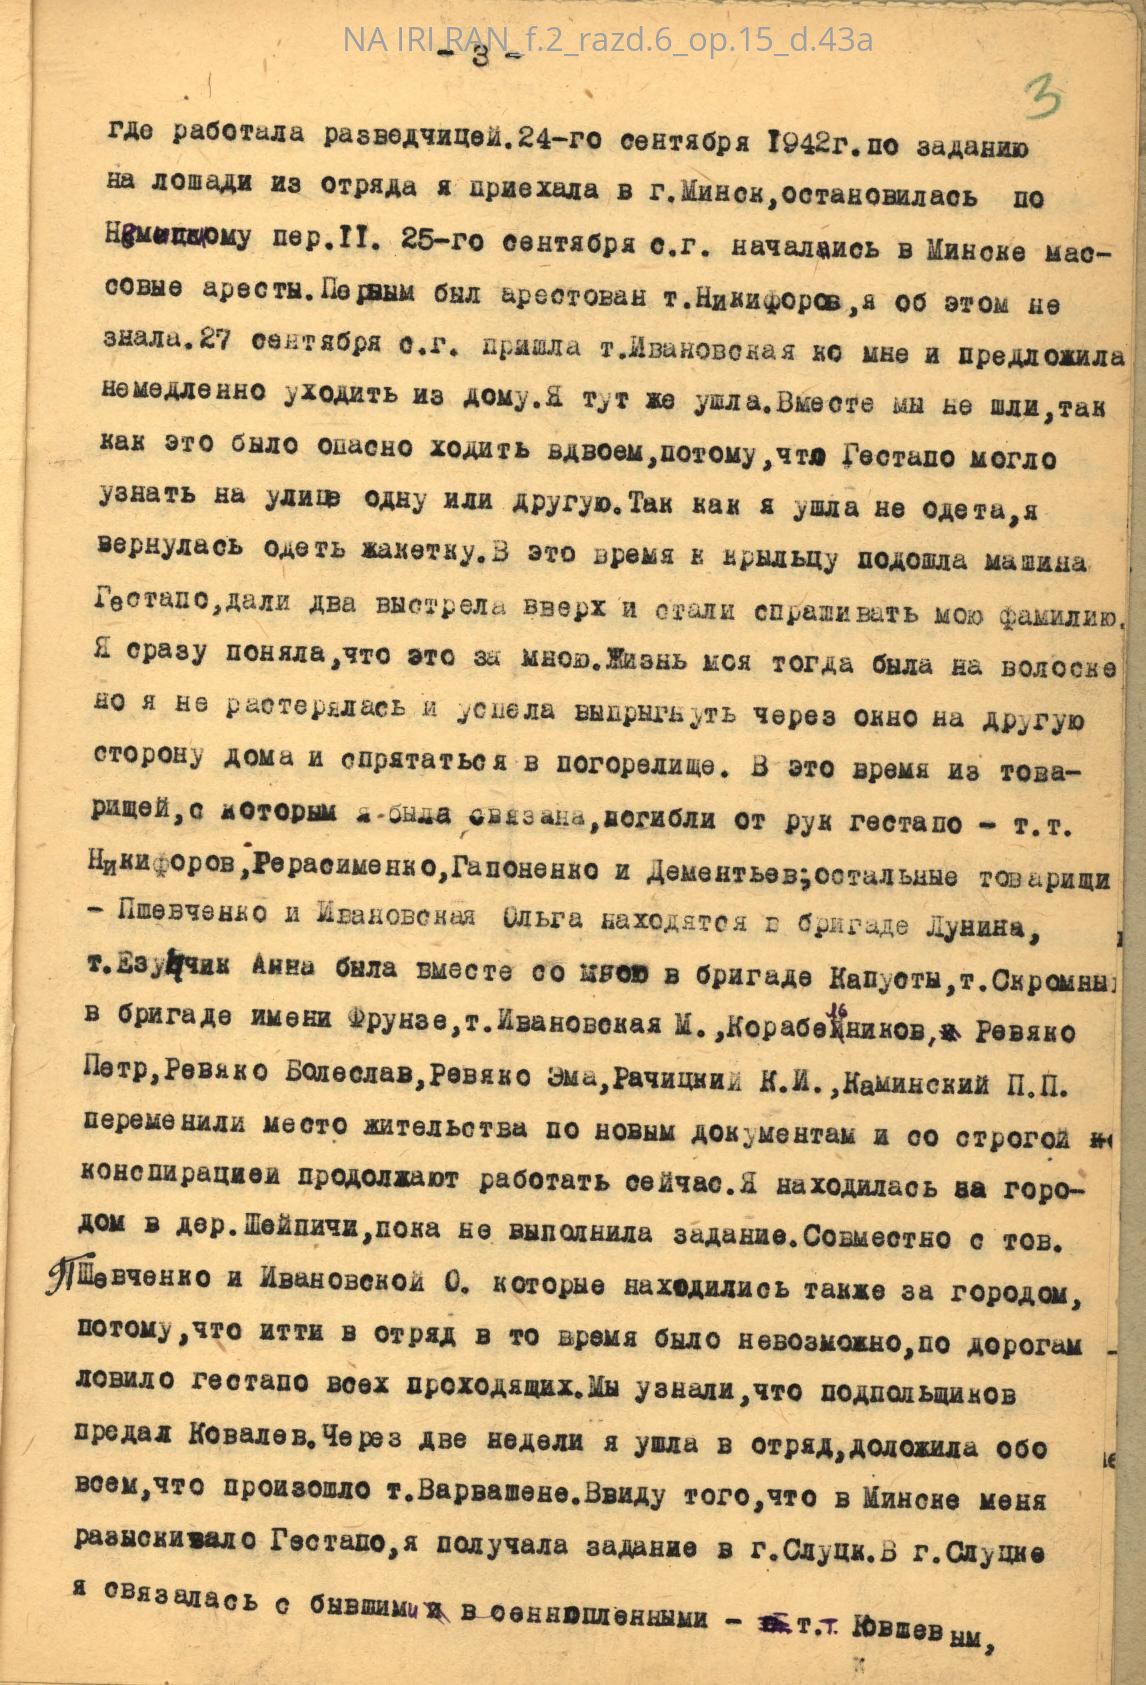 NA IRI RAN_f.2_razd.6_op.15_d.43a
- 3 -
3
где работала разведчицей.24-го сентября 1942г.по заданию
на лошади из отряда я приехала в г.Минск,остановилась по
Немецкому пер.II. 25-го сентября с.г. начались в Минске мас-
совые аресты.Первым был арестован т.Никифоров,я об этом не
знала.27 сентября с.г. пришла т.Ивановская ко мне и предложила
немедленно уходить из дому.Я тут же ушла.Вместе мы не шли,так
как это было опасно ходить вдвоем,потому,что Гестапо могло
узнать на улице одну или другую.Так как я ушла не одета,я
вернулась одеть жакетку.В это время к крыльцу подошла машина
Гестапо,дали два выстрела вверх и стали спрашивать мою фамилию.
Я сразу поняла,что это за мною.Жизнь моя тогда была на волоске
но я не растерялась и успела выпрыгнуть через окно на другую
сторону дома и спрятаться в погорелище. В это время из това-
рищей,с которым я была связана,погибли от рук гестапо - т.т.
Никифоров,Герасименко,Гапоненко и Дементьев;остальные товарищи
- Пшевченко и Ивановская Ольга находятся в бригаде Лунина,
т.Езубчик Анна была вместе со мною в бригаде Капусты,т.Скромны
в бригаде имени Фрунзе,т.Ивановская М.,Корабельников, Ревяко
Петр,Ревяко Болеслав,Ревяко Эма,Рачицкий К.И.,Каминский П.П.
переменили место жительства по новым документам и со строгой
конспирацией продолжают работать сейчас.Я находилась за горо-
дом в дер.Шейпичи,пока не выполнила задание.Совместно с тов.
ПШевченко и Ивановской О. которые находились также за городом,
потому,что итти в отряд в то время было невозможно,по дорогам
ловило гестапо всех проходящих.Мы узнали,что подпольщиков
предал Ковалев.Через две недели я ушла в отряд,доложила обо
всем,что произошло т.Варвашене.Ввиду того,что в Минске меня
разыскивало Гестапо,я получала задание в г.Слуцк.В г.Слуцке
я связалась с бывшими военнопленными - т.т. Ювшевым,